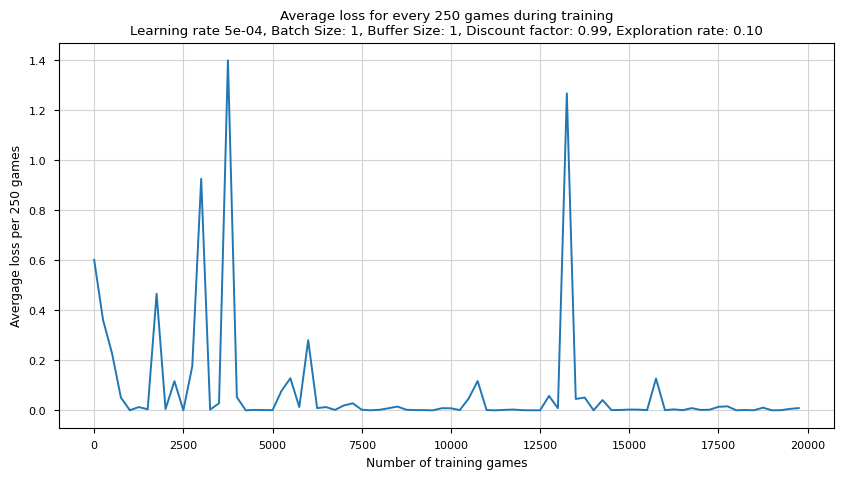 Average loss for every 250 games during training
Learning rate 5e-04, Batch Size: 1, Buffer Size: 1, Discount factor: 0.99, Exploration rate: 0.10
Avergage loss per 250 games
1.4
1.2
1.0
0.8
0.6
0.4
0.2
0.0
0 2500 5000 7500 10000 12500 15000 17500 20000
Number of training games